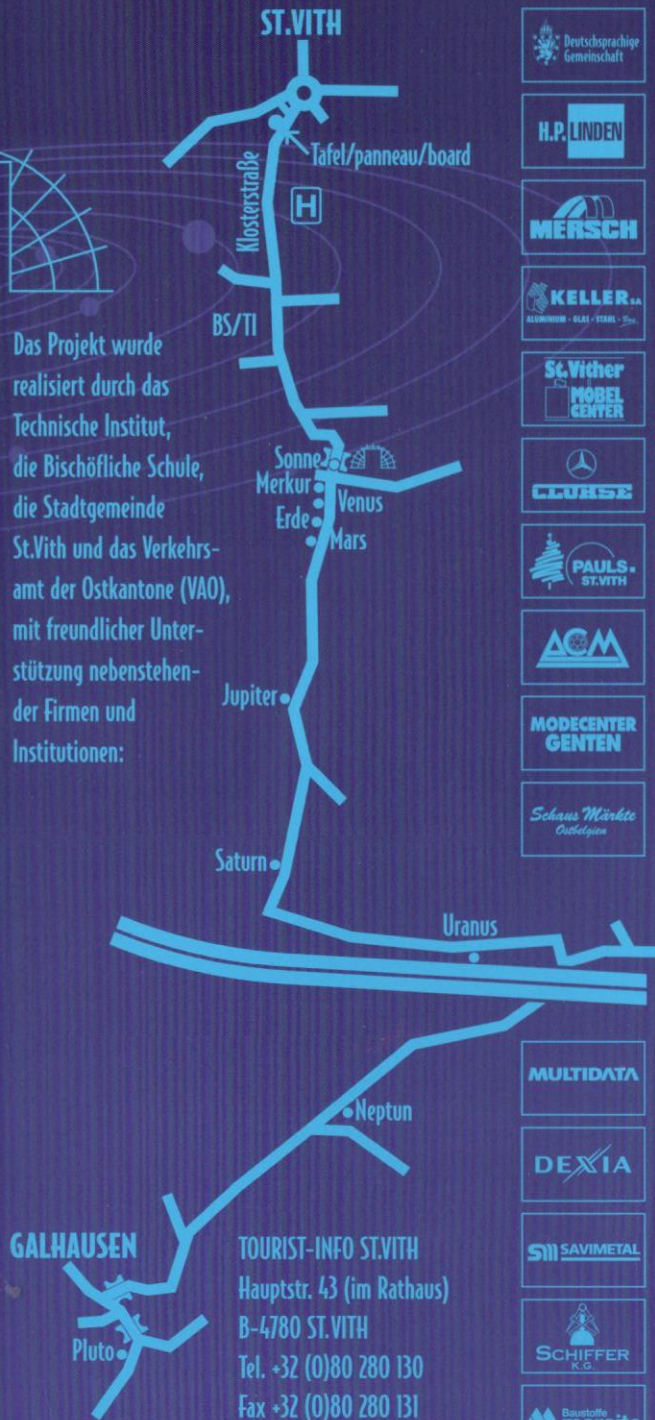 ST.VITH
Tafel/panneau/board
Klosterstraße
H
BS/TI
Das Projekt wurde
realisiert durch das
Technische Institut,
die Bischöfliche Schule,
die Stadtgemeinde
St.Vith und das Verkehrs-
amt der Ostkantone (VAO),
mit freundlicher Unter-
stützung nebenstehen-
der Firmen und
Institutionen:
Sonne
Merkur
Venus
Erde
Mars
Jupiter
Saturn
Uranus
Neptun
GALHAUSEN
Pluto
TOURIST-INFO ST.VITH
Hauptstr. 43 (im Rathaus)
B-4780 ST.VITH
Tel. +32 (0)80 280 130
Fax +32 (0)80 280 131
Deutschsprachige
Gemeinschaft
H.P. LINDEN
MERSCH
KELLER SA
ALUMINIUM - GLAS - STAHL -
St.Vither
MÖBEL
CENTER
CLOHSE
PAULS.
ST.VITH
ACM
MODECENTER
GENTEN
Schaus Märkte
Ostbelgien
MULTIDATA
DEXIA
SM SAVIMETAL
SCHIFFER
K.G.
Baustoffe